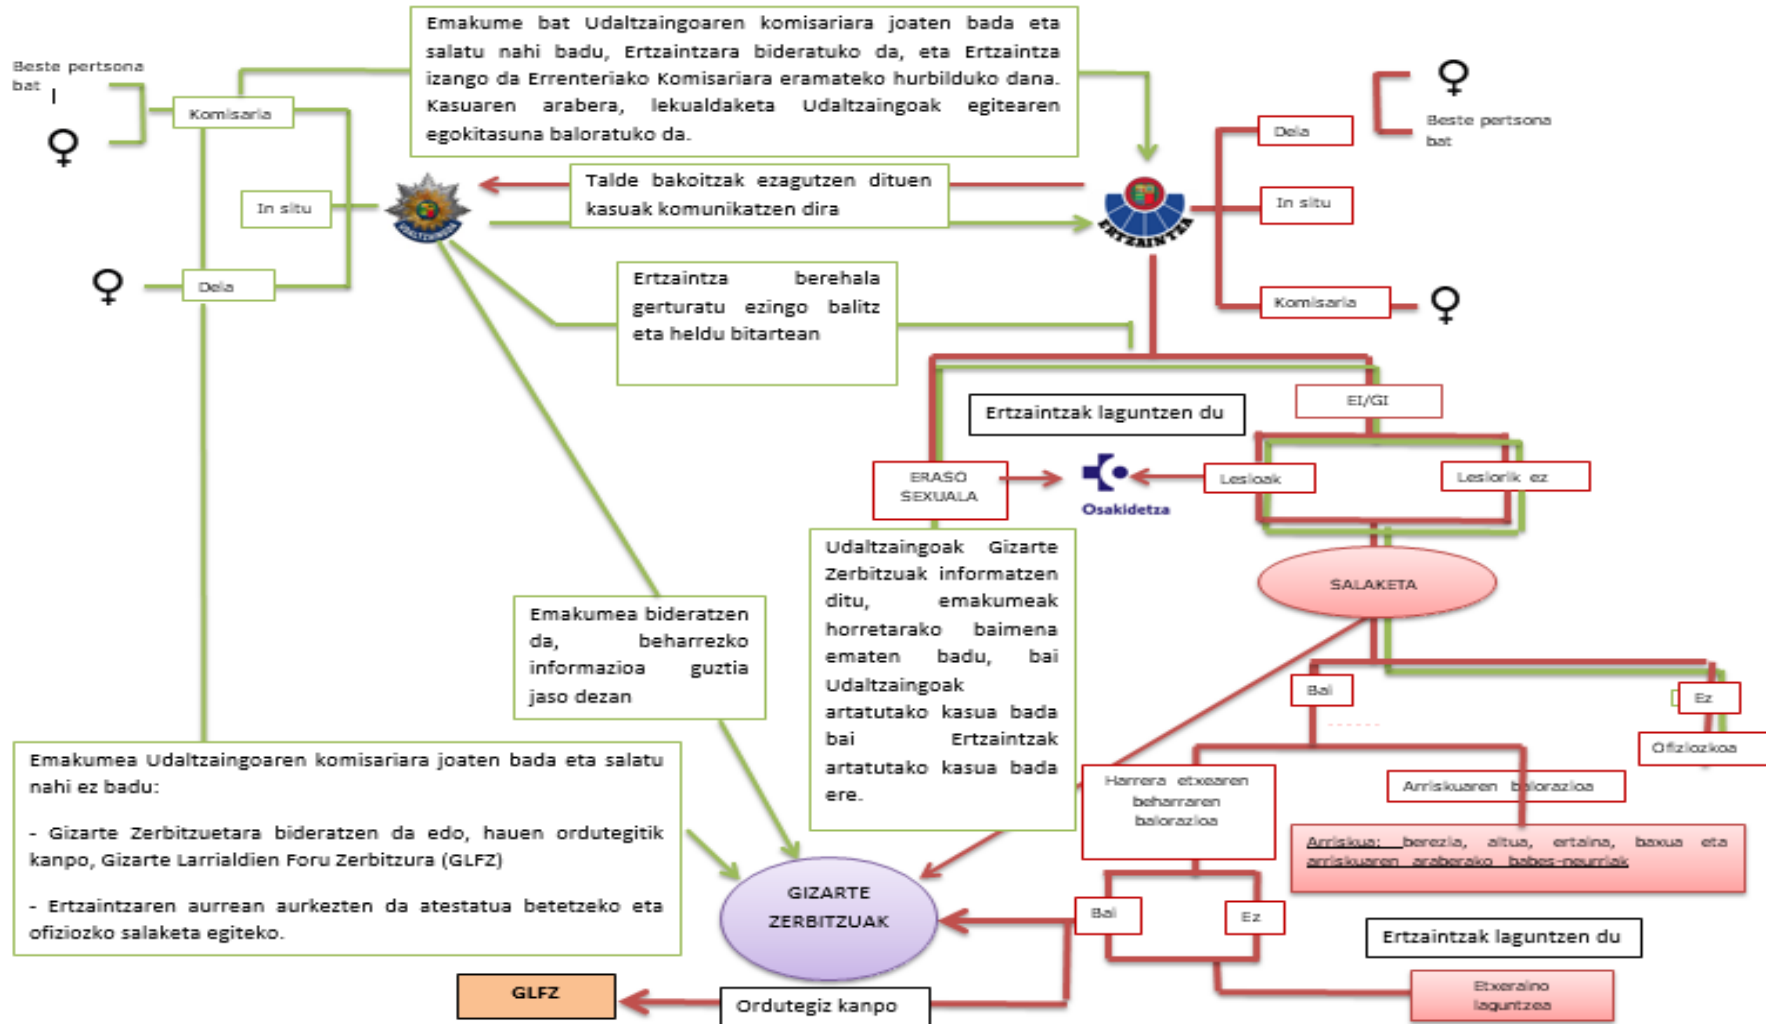 Emakume bat Udaltzaingoaren komisariara joaten bada eta
salatu nahi badu, Ertzaintzara bideratuko da, eta Ertzaintza
izango da Errenteriako Komisariara eramateko hurbilduko dana.
Kasuaren arabera, lekualdaketa Udaltzaingoak egitearen
egokitasuna baloratuko da.
Beste pertsona
bat
Komisaria
In situ
Deia
UDALTZAINGOA
Talde bakoitzak ezagutzen dituen
kasuak komunikatzen dira
ERTZAINTZA
Deia
Beste pertsona
bat
In situ
Komisaria
Ertzaintza berehala
gerturatu ezingo balitz
eta heldu bitartean
EI/GI
Ertzaintzak laguntzen du
ERASO
SEXUALA
Osakidetza
Lesioak
Lesiorik ez
Udaltzaingoak Gizarte
Zerbitzuak informatzen
ditu, emakumeak
horretarako baimena
ematen badu, bai
Udaltzaingoak
artatutako kasua bada
bai Ertzaintzak
artatutako kasua bada
ere.
SALAKETA
Emakumea bideratzen
da, beharrezko
informazioa guztia
jaso dezan
Bai
Ez
Ofiziozkoa
Emakumea Udaltzaingoaren komisariara joaten bada eta salatu
nahi ez badu:
- Gizarte Zerbitzuetara bideratzen da edo, hauen ordutegitik
kanpo, Gizarte Larrialdien Foru Zerbitzura (GLFZ)
- Ertzaintzaren aurrean aurkezten da atestatua betetzeko eta
ofiziozko salaketa egiteko.
Harrera etxearen
beharraren
balorazioa
Arriskuaren balorazioa
Arriskua: berezia, altua, ertaina, baxua eta
arriskuaren araberako babes-neurriak
GIZARTE
ZERBITZUAK
Bai
Ez
Ertzaintzak laguntzen du
GLFZ
Ordutegiz kanpo
Etxeraino
laguntzea